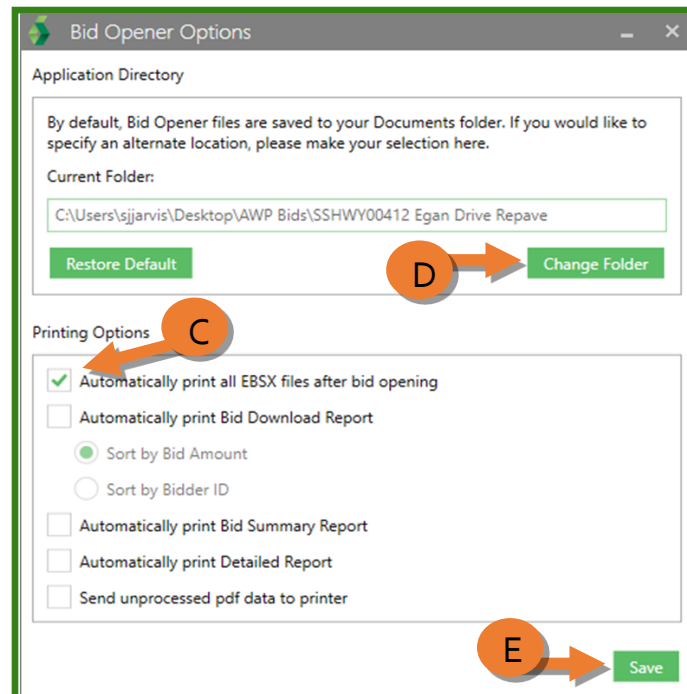 Bid Opener Options
Application Directory
By default, Bid Opener files are saved to your Documents folder. If you would like to
specify an alternate location, please make your selection here.
Current Folder:
C:\Users\sjjarvis\Desktop\AWP Bids\SSHWY00412 Egan Drive Repave
Restore Default
D
Change Folder
Printing Options
C
Automatically print all EBSX files after bid opening
Automatically print Bid Download Report
Sort by Bid Amount
Sort by Bidder ID
Automatically print Bid Summary Report
Automatically print Detailed Report
Send unprocessed pdf data to printer
E
Save